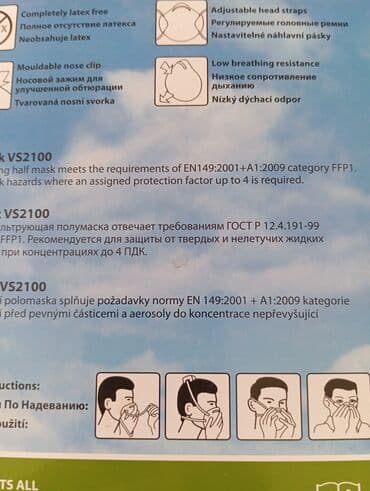 Completely latex free
Полное отсутствие латекса
Neobsahuje latex
Adjustable head straps
Регулируемые головные ремни
Nastavitelné náhlavní pásky
Mouldable nose clip
Носовой зажим для
улучшенной обтюрации
Tvarovaná nosní svorka
Low breathing resistance
Низкое сопротивление
дыханию
Nízký dýchací odpor
VS2100
half mask meets the requirements of EN149:2001+A1:2009 category FFP1.
hazards where an assigned protection factor up to 4 is required.
VS2100
полумаска отвечает требованиям ГОСТ Р 12.4.191-99
FFP1. Рекомендуется для защиты от твердых и нелетучих жидких
при концентрациях до 4 ПДК.
VS2100
polomaska splňuje požadavky normy EN 149:2001 + A1:2009 kategorie
před pevnými částicemi a aerosoly do koncentrace nepřevyšující
По Надеванию:
ALL